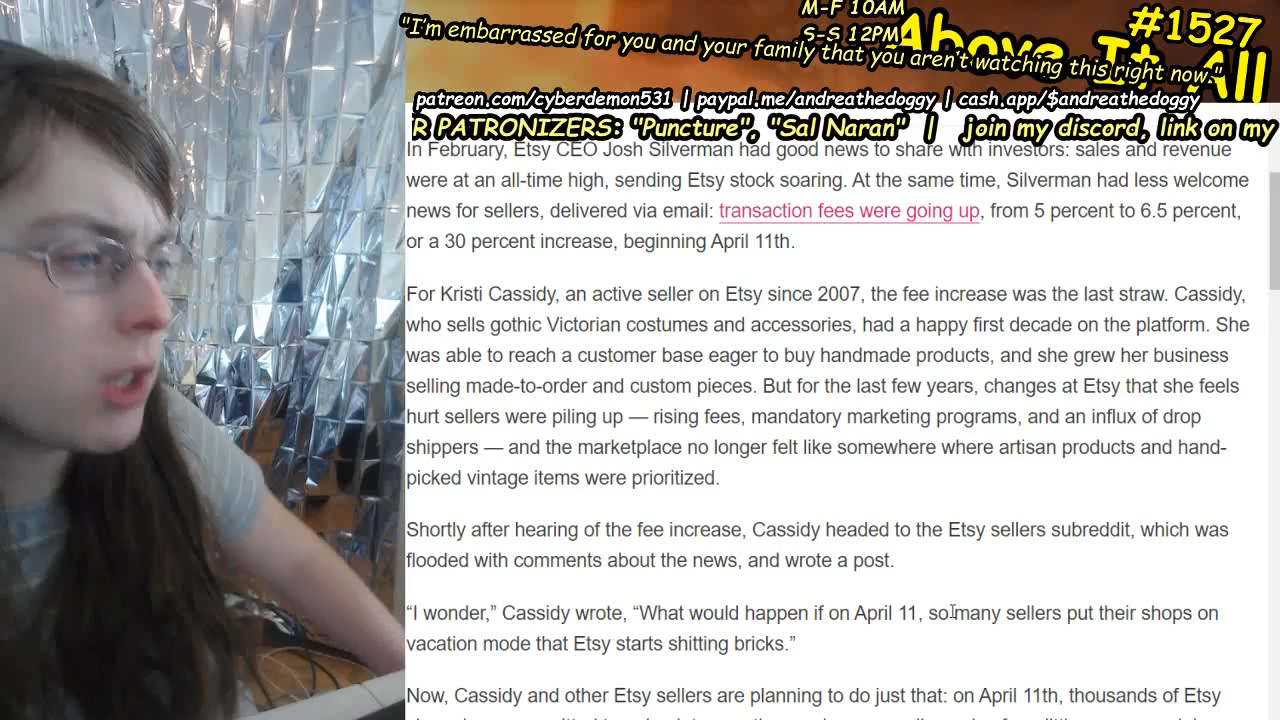 M-F 10AM
S-S 12PM
#1527
Above It All
"I'm embarrassed for you and your family that you aren't watching this right now."
patreon.com/cyberdemon531 | paypal.me/andreathedoggy | cash.app/$andreathedoggy
R PATRONIZERS: "Puncture", "Sal Naran" | join my discord, link on my
In February, Etsy CEO Josh Silverman had good news to share with investors: sales and revenue
were at an all-time high, sending Etsy stock soaring. At the same time, Silverman had less welcome
news for sellers, delivered via email: transaction fees were going up, from 5 percent to 6.5 percent,
or a 30 percent increase, beginning April 11th.
For Kristi Cassidy, an active seller on Etsy since 2007, the fee increase was the last straw. Cassidy,
who sells gothic Victorian costumes and accessories, had a happy first decade on the platform. She
was able to reach a customer base eager to buy handmade products, and she grew her business
selling made-to-order and custom pieces. But for the last few years, changes at Etsy that she feels
hurt sellers were piling up — rising fees, mandatory marketing programs, and an influx of drop
shippers — and the marketplace no longer felt like somewhere where artisan products and hand-
picked vintage items were prioritized.
Shortly after hearing of the fee increase, Cassidy headed to the Etsy sellers subreddit, which was
flooded with comments about the news, and wrote a post.
“I wonder,” Cassidy wrote, “What would happen if on April 11, so many sellers put their shops on
vacation mode that Etsy starts shitting bricks.”
Now, Cassidy and other Etsy sellers are planning to do just that: on April 11th, thousands of Etsy